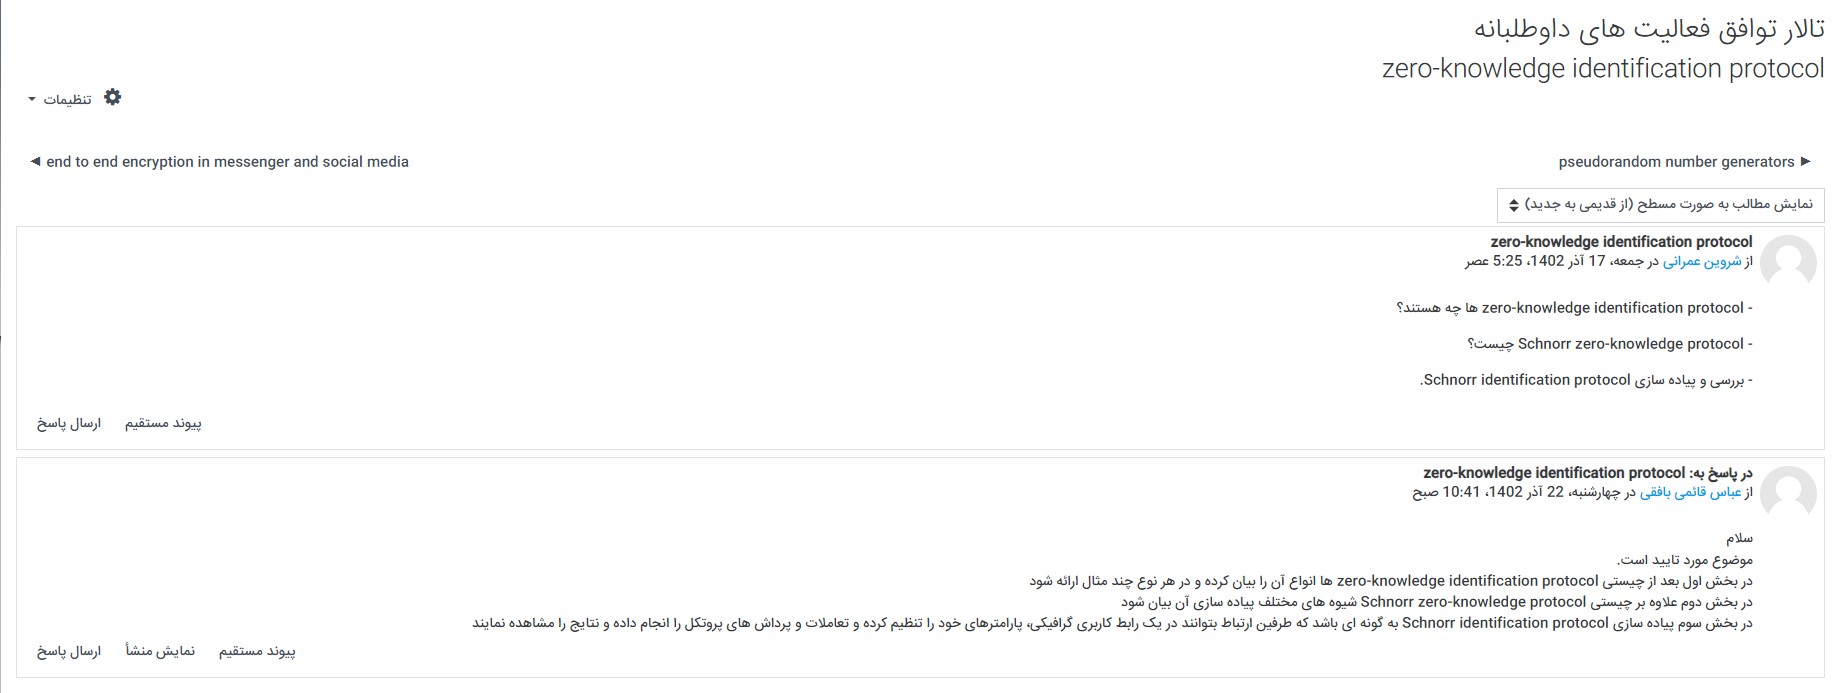 تالار توافق فعالیت های داوطلبانه
zero-knowledge identification protocol
تنظیمات
end to end encryption in messenger and social media
pseudorandom number generators
نمایش مطالب به صورت مسطح (از قدیمی به جدید)
zero-knowledge identification protocol
از شروین عمرانی در جمعه، 17 آذر 1402، 5:25 عصر
- zero-knowledge identification protocol ها چه هستند؟
- Schnorr zero-knowledge protocol چیست؟
- بررسی و پیاده سازی Schnorr identification protocol.
پیوند مستقیم ارسال پاسخ
در پاسخ به: zero-knowledge identification protocol
از عباس قائمی بافقی در چهارشنبه، 22 آذر 1402، 10:41 صبح
سلام
موضوع مورد تایید است.
در بخش اول بعد از چیستی zero-knowledge identification protocol ها انواع آن را بیان کرده و در هر نوع چند مثال ارائه شود
در بخش دوم علاوه بر چیستی Schnorr zero-knowledge protocol شیوه های مختلف پیاده سازی آن بیان شود
در بخش سوم پیاده سازی Schnorr identification protocol به گونه ای باشد که طرفین ارتباط بتوانند در یک رابط کاربری گرافیکی، پارامترهای خود را تنظیم کرده و تعاملات و پرداش های پروتکل را انجام داده و نتایج را مشاهده نمایند
پیوند مستقیم نمایش منشأ ارسال پاسخ